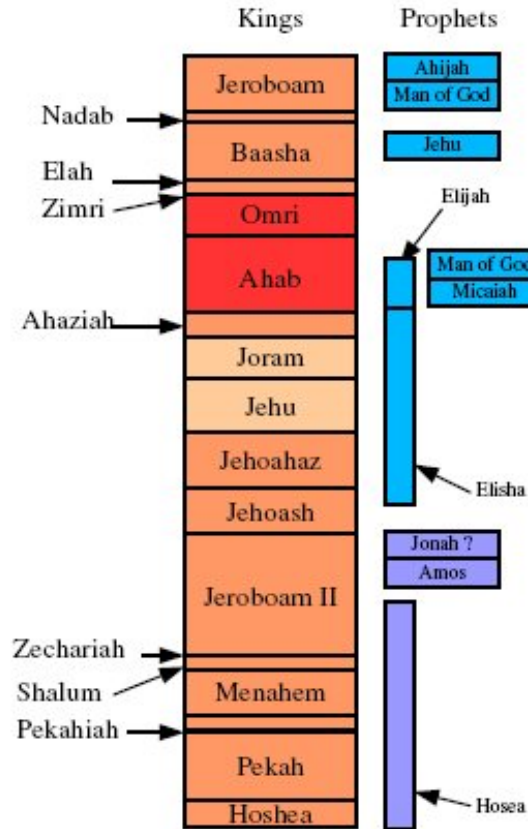 Kings
Prophets
Jeroboam
Ahijah
Man of God
Nadab
Baasha
Jehu
Elah
Zimri
Omri
Elijah
Ahab
Man of God
Micaiah
Ahaziah
Joram
Jehu
Jehoahaz
Elisha
Jehoash
Jonah ?
Amos
Jeroboam II
Zechariah
Shalum
Menahem
Pekahiah
Pekah
Hosea
Hoshea